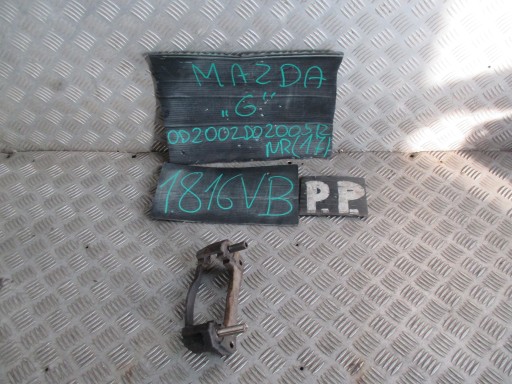 MAZDA
„6"
OD2002DO2005R
NR(17)
1816VB
P.P.